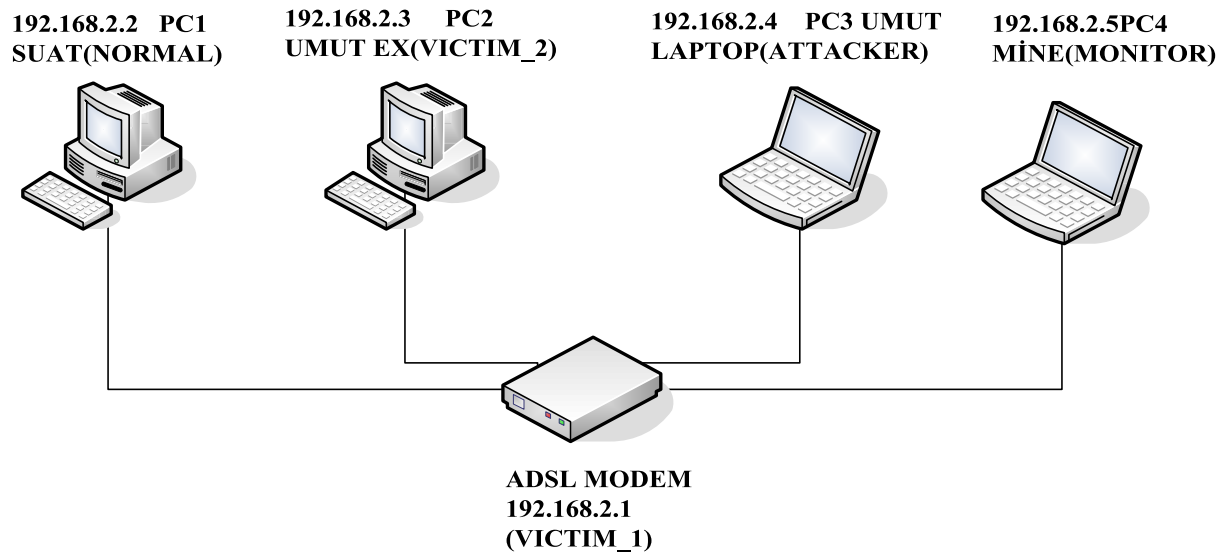 192.168.2.2 PC1
SUAT(NORMAL)
192.168.2.3 PC2
UMUT EX(VICTIM_2)
192.168.2.4 PC3 UMUT
LAPTOP(ATTACKER)
192.168.2.5PC4
MİNE(MONITOR)
ADSL MODEM
192.168.2.1
(VICTIM_1)